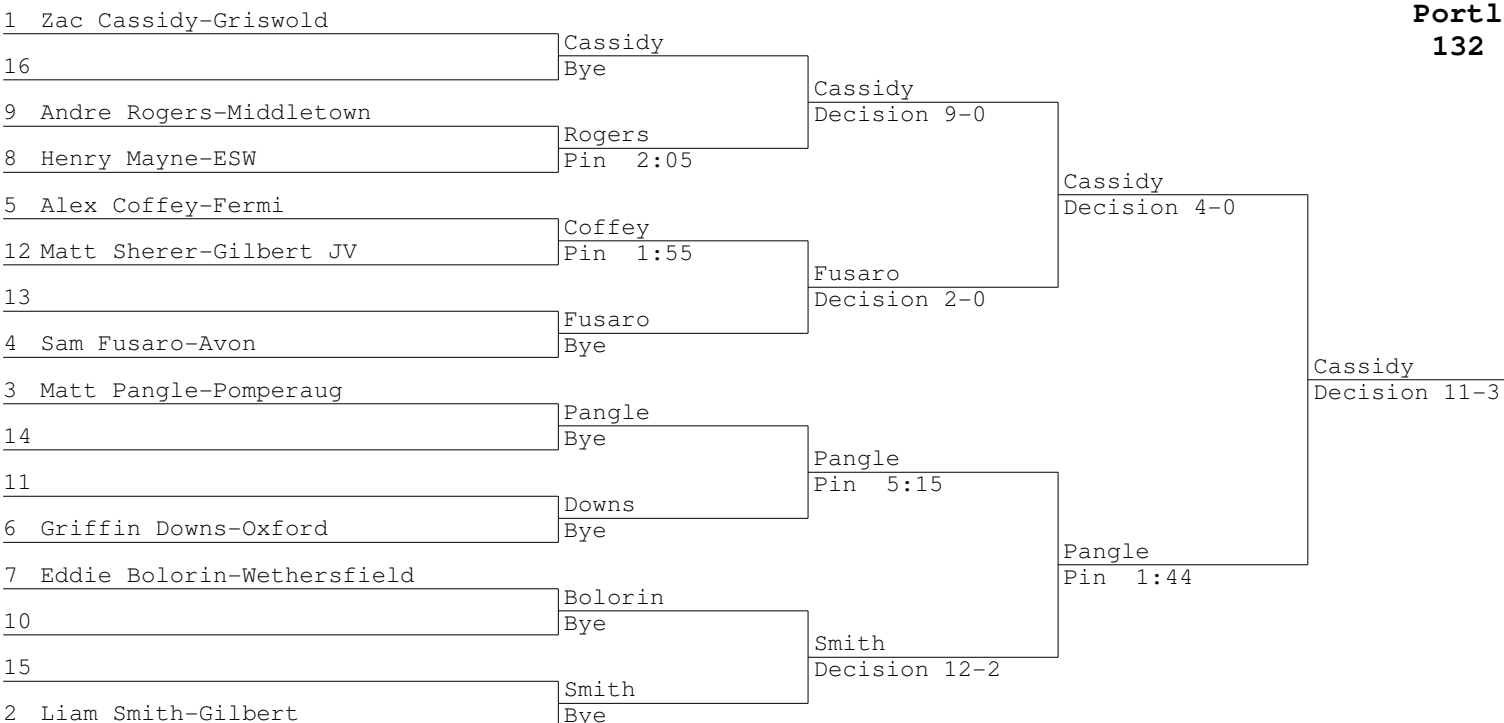 Portl
132
1 Zac Cassidy-Griswold
16
9 Andre Rogers-Middletown
8 Henry Mayne-ESW
5 Alex Coffey-Fermi
12 Matt Sherer-Gilbert JV
13
4 Sam Fusaro-Avon
3 Matt Pangle-Pomperaug
14
11
6 Griffin Downs-Oxford
7 Eddie Bolorin-Wethersfield
10
15
2 Liam Smith-Gilbert
Cassidy
Bye
Rogers
Pin 2:05
Coffey
Pin 1:55
Fusaro
Bye
Pangle
Bye
Downs
Bye
Bolorin
Bye
Smith
Bye
Cassidy
Decision 9-0
Fusaro
Decision 2-0
Pangle
Pin 5:15
Smith
Decision 12-2
Cassidy
Decision 4-0
Pangle
Pin 1:44
Cassidy
Decision 11-3